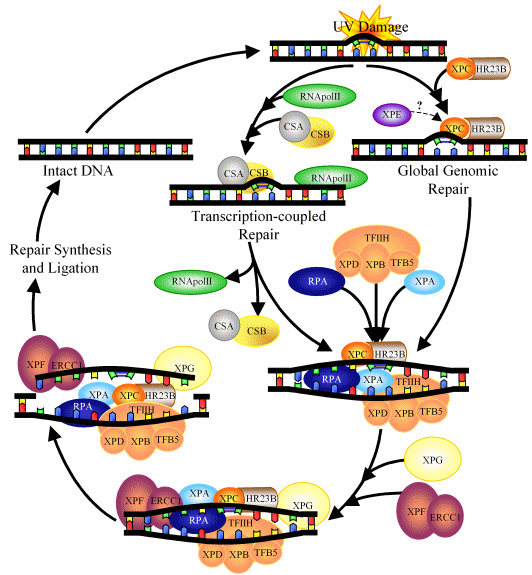 UV Damage
XPC
HR23B
RNApolII
CSA
CSB
XPE
?
XPC
HR23B
CSA
CSB
RNApolII
Intact DNA
Global Genomic
Repair
Transcription-coupled
Repair
TFIIH
XPD
XPB
TFB5
RPA
XPA
Repair Synthesis
and Ligation
RNApolII
CSA
CSB
XPC
HR23B
RPA
XPA
TFIIH
XPD
XPB
TFB5
XPF
ERCC1
XPG
XPA
XPC
HR23B
RPA
TFIIH
XPD
XPB
TFB5
XPG
XPF
ERCC1
XPF
ERCC1
XPA
XPC
HR23B
XPG
RPA
TFIIH
XPD
XPB
TFB5